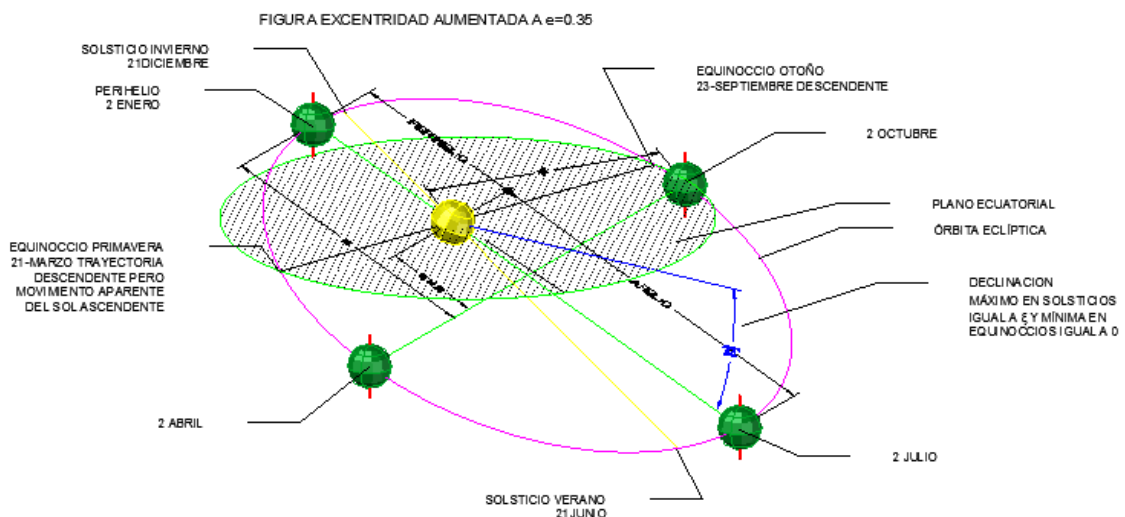 FIGURA EXCENTRIDAD AUMENTADA A e=0.35
SOLSTICIO INVIERNO
21DICIEMBRE
PERIHELIO
2 ENERO
EQUINOCCIO OTOÑO
23-SEPTIEMBRE DESCENDENTE
2 OCTUBRE
PERIHELIO
PLANO ECUATORIAL
ÓRBITA ECLÍPTICA
EQUINOCCIO PRIMAVERA
21-MARZO TRAYECTORIA
DESCENDENTE PERO
MOVIMIENTO APARENTE
DEL SOL ASCENDENTE
AFELIO
DECLINACION
MÁXIMO EN SOLSTICIOS
IGUAL A ξ Y MÍNIMA EN
EQUINOCCIOS IGUAL A 0
2 ABRIL
2 JULIO
SOLSTICIO VERANO
21JUNIO